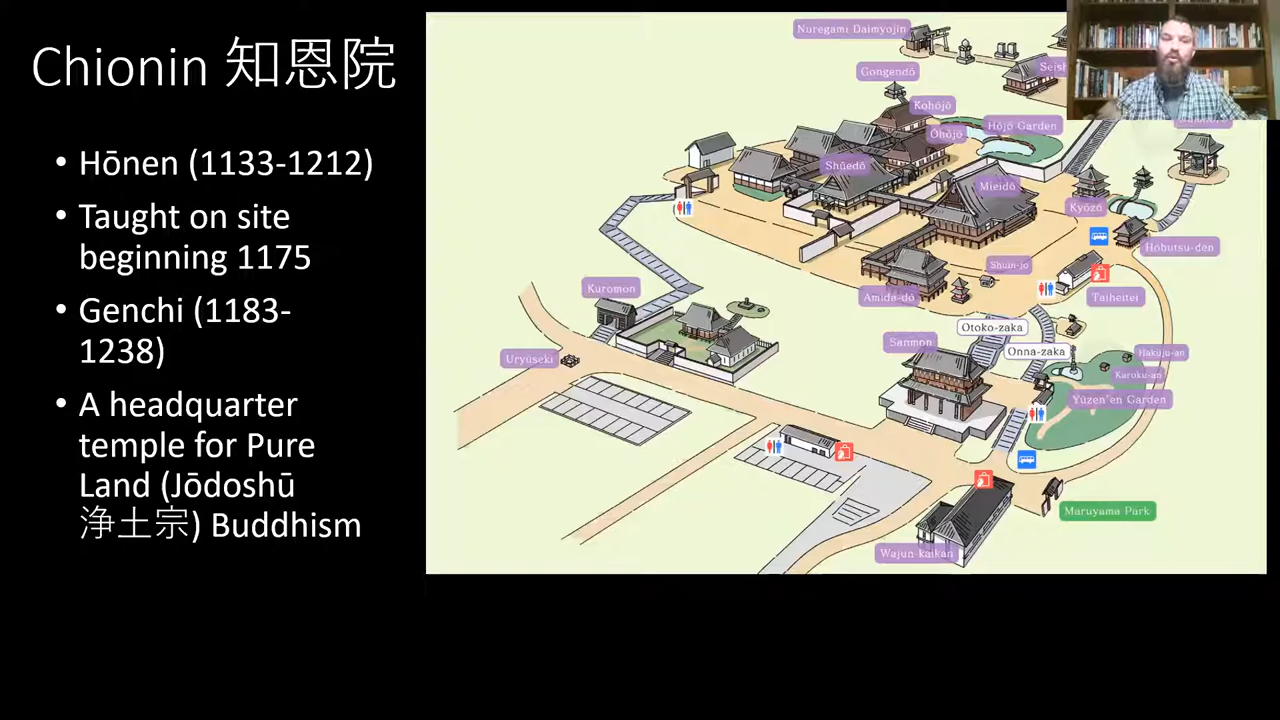 Chionin 知恩院
• Hōnen (1133-1212)
• Taught on site
beginning 1175
• Genchi (1183-
1238)
• A headquarter
temple for Pure
Land (Jōdoshū
浄土宗) Buddhism
Nuregami Daimyojin
Gongendō
Kohōjō
Ōhōjō
Hōjō Garden
Shūedō
Mieidō
Kyōzō
Hōbutsu-den
Shuin-jo
Amida-dō
Taiheitei
Kuromon
Otoko-zaka
Sanmon
Onna-zaka
Hakuju-an
Uryūseki
Karoku-an
Yūzen'en Garden
Maruyama Park
Wajun-kaikan